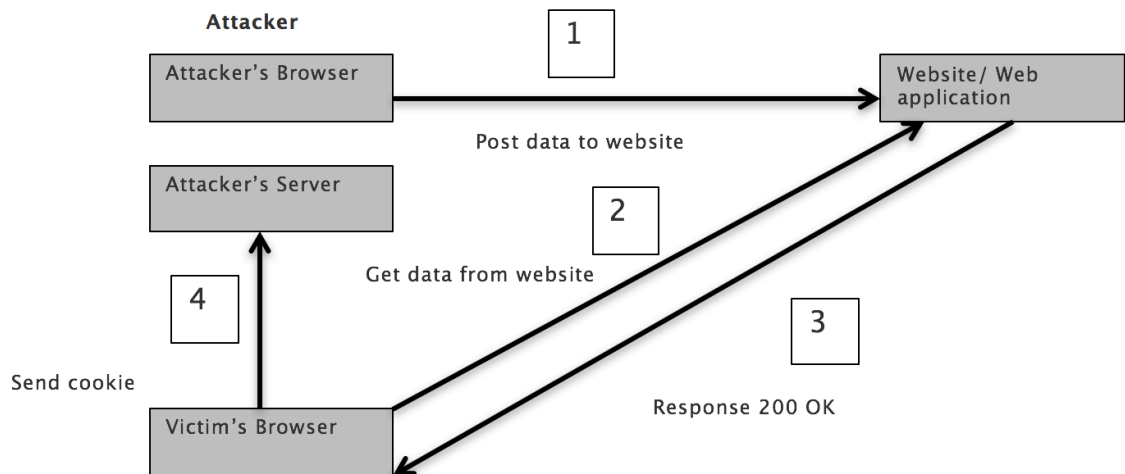 Attacker
1
Attacker's Browser
Website/ Web
application
Post data to website
Attacker's Server
2
Get data from website
4
3
Send cookie
Response 200 OK
Victim's Browser